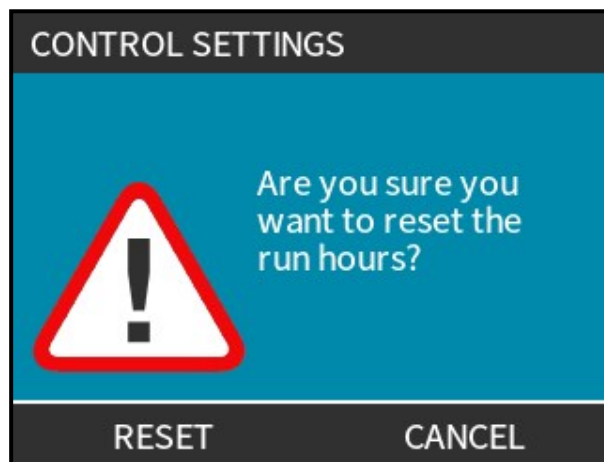 CONTROL SETTINGS
Are you sure you
want to reset the
run hours?
!
RESET CANCEL